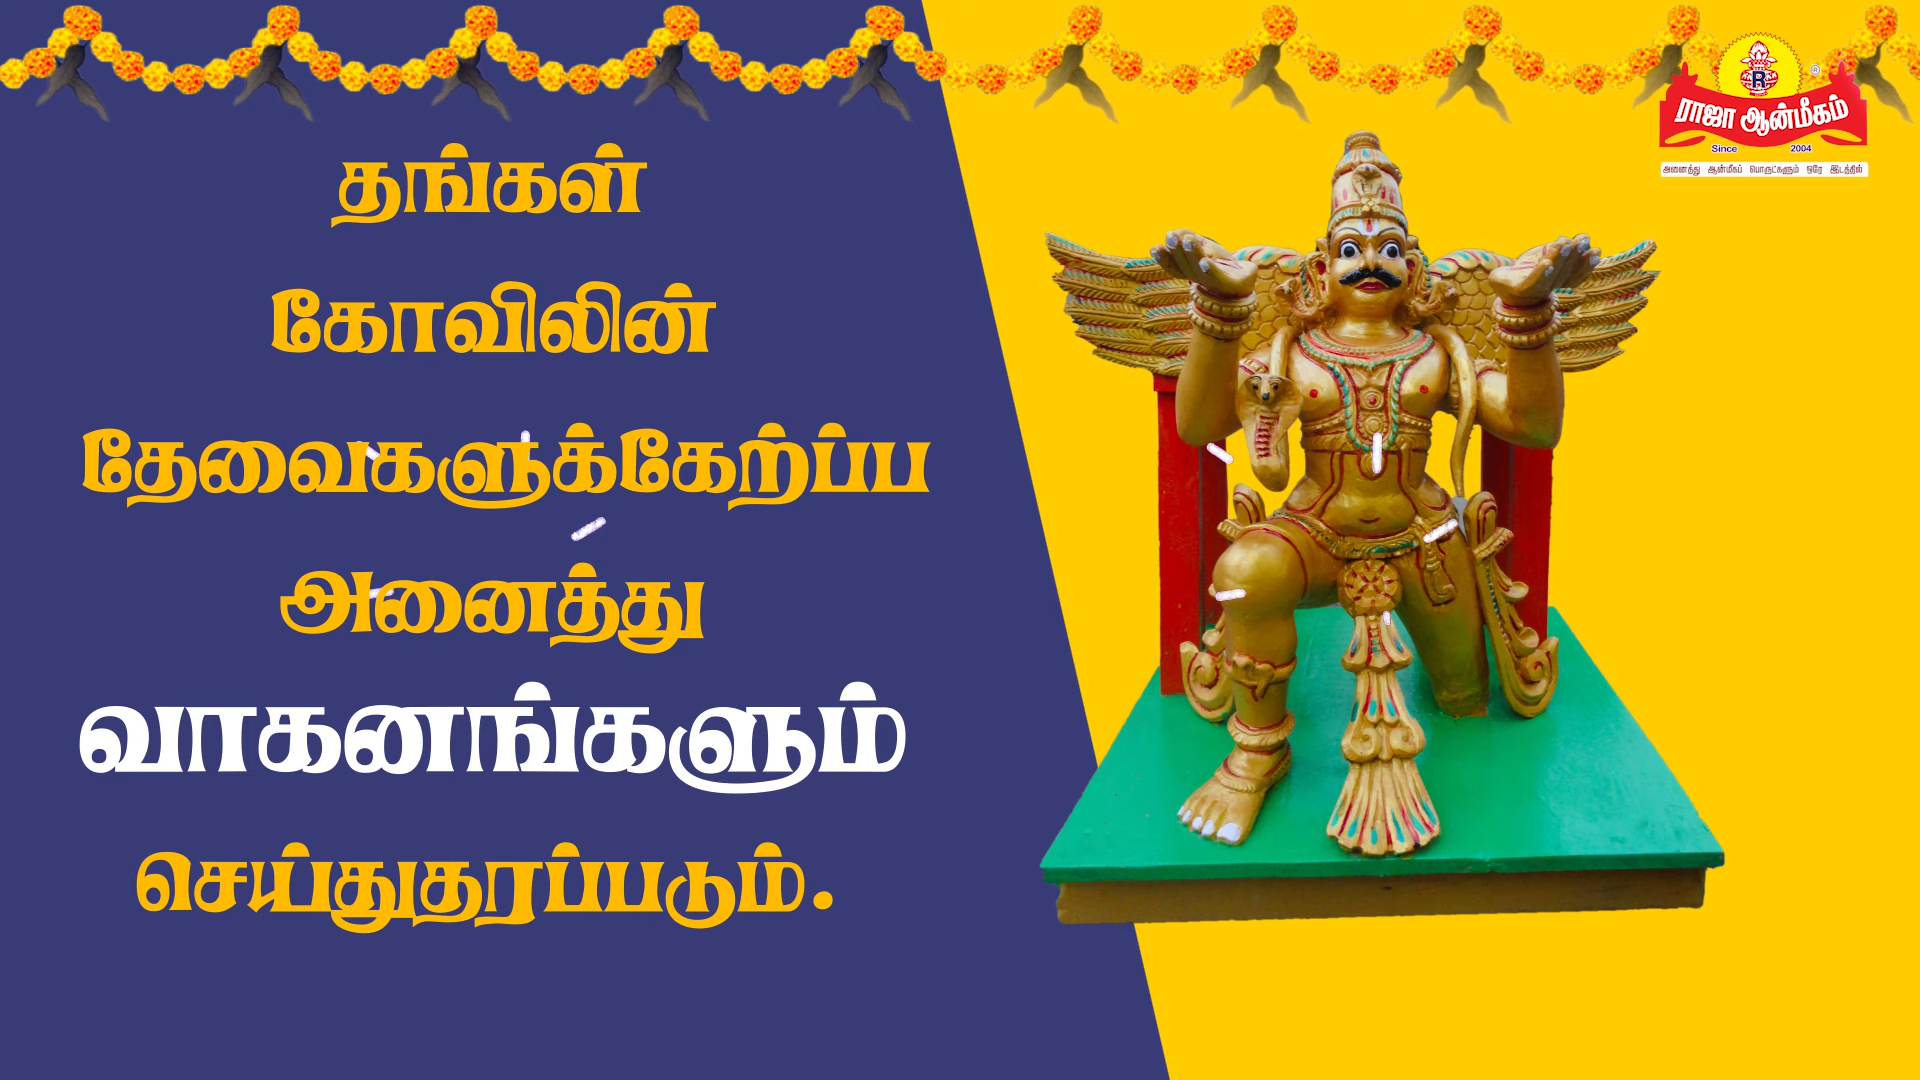 தங்கள்
கோவிலின்
தேவைகளுக்கேற்ப்ப
அனைத்து
வாகனங்களும்
செய்துதரப்படும்.
R
®
ராஜா ஆன்மீகம்
Since 2004
அனைத்து ஆன்மீகப் பொருட்களும் ஒரே இடத்தில்